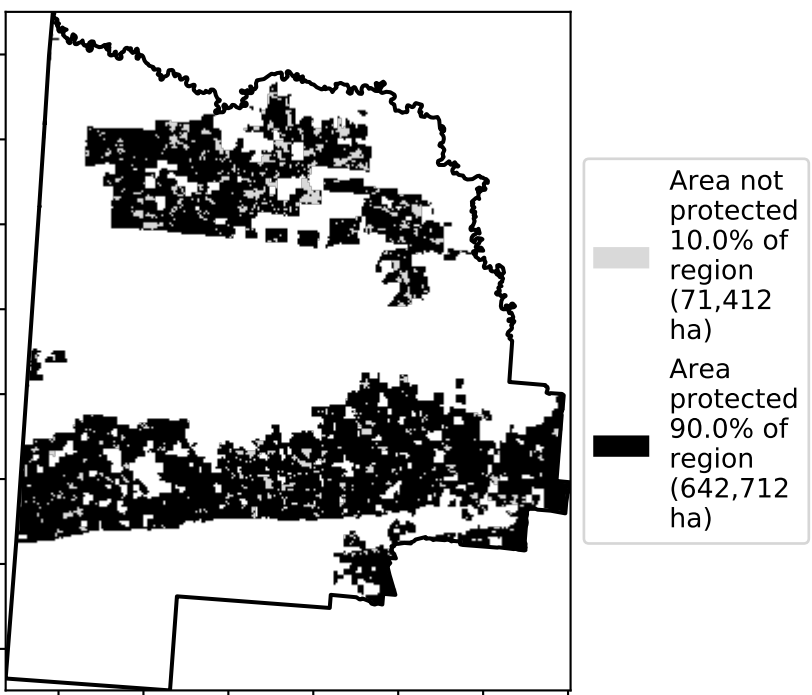 Area not
protected
10.0% of
region
(71,412
ha)
Area
protected
90.0% of
region
(642,712
ha)